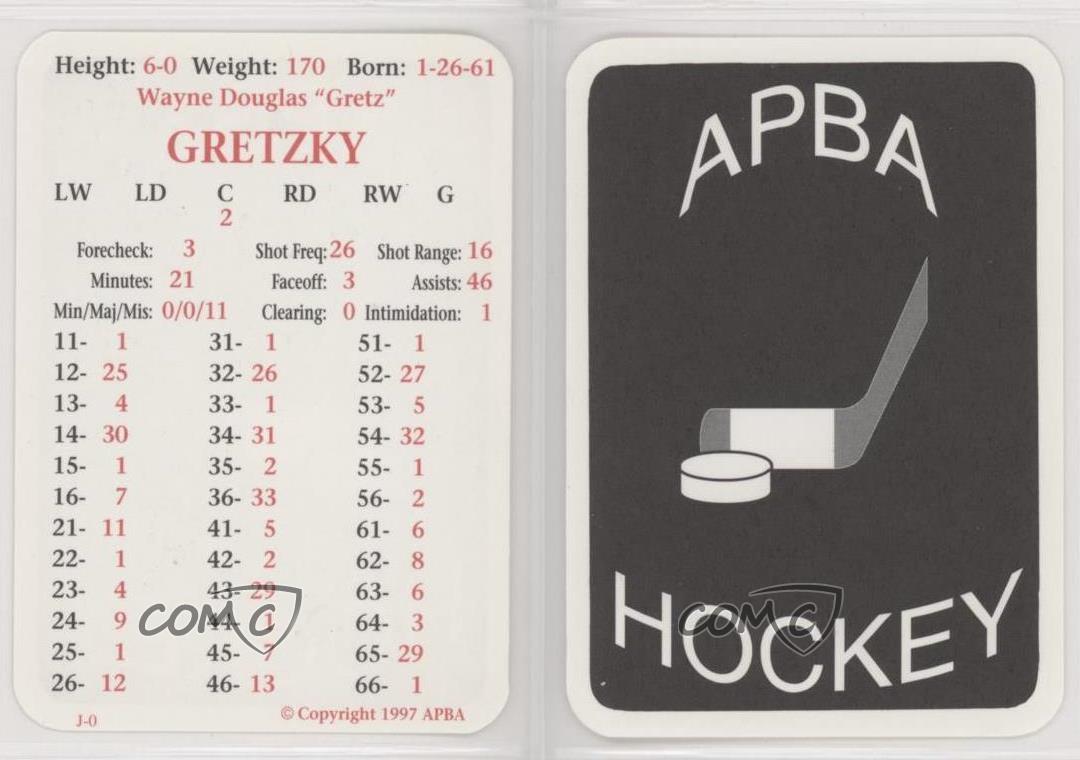 Height: 6-0 Weight: 170 Born: 1-26-61
Wayne Douglas “Gretz”
GRETZKY
LW LD C RD RW G
2
Forecheck: 3 Shot Freq: 26 Shot Range: 16
Minutes: 21 Faceoff: 3 Assists: 46
Min/Maj/Mis: 0/0/11 Clearing: 0 Intimidation: 1
11- 1 31- 1 51- 1
12- 25 32- 26 52- 27
13- 4 33- 1 53- 5
14- 30 34- 31 54- 32
15- 1 35- 2 55- 1
16- 7 36- 33 56- 2
21- 11 41- 5 61- 6
22- 1 42- 2 62- 8
23- 4 43- 29 63- 6
24- 9 44- 1 64- 3
25- 1 45- 7 65- 29
26- 12 46- 13 66- 1
J-0 © Copyright 1997 APBA
COMC
APBA
HOCKEY
COMC